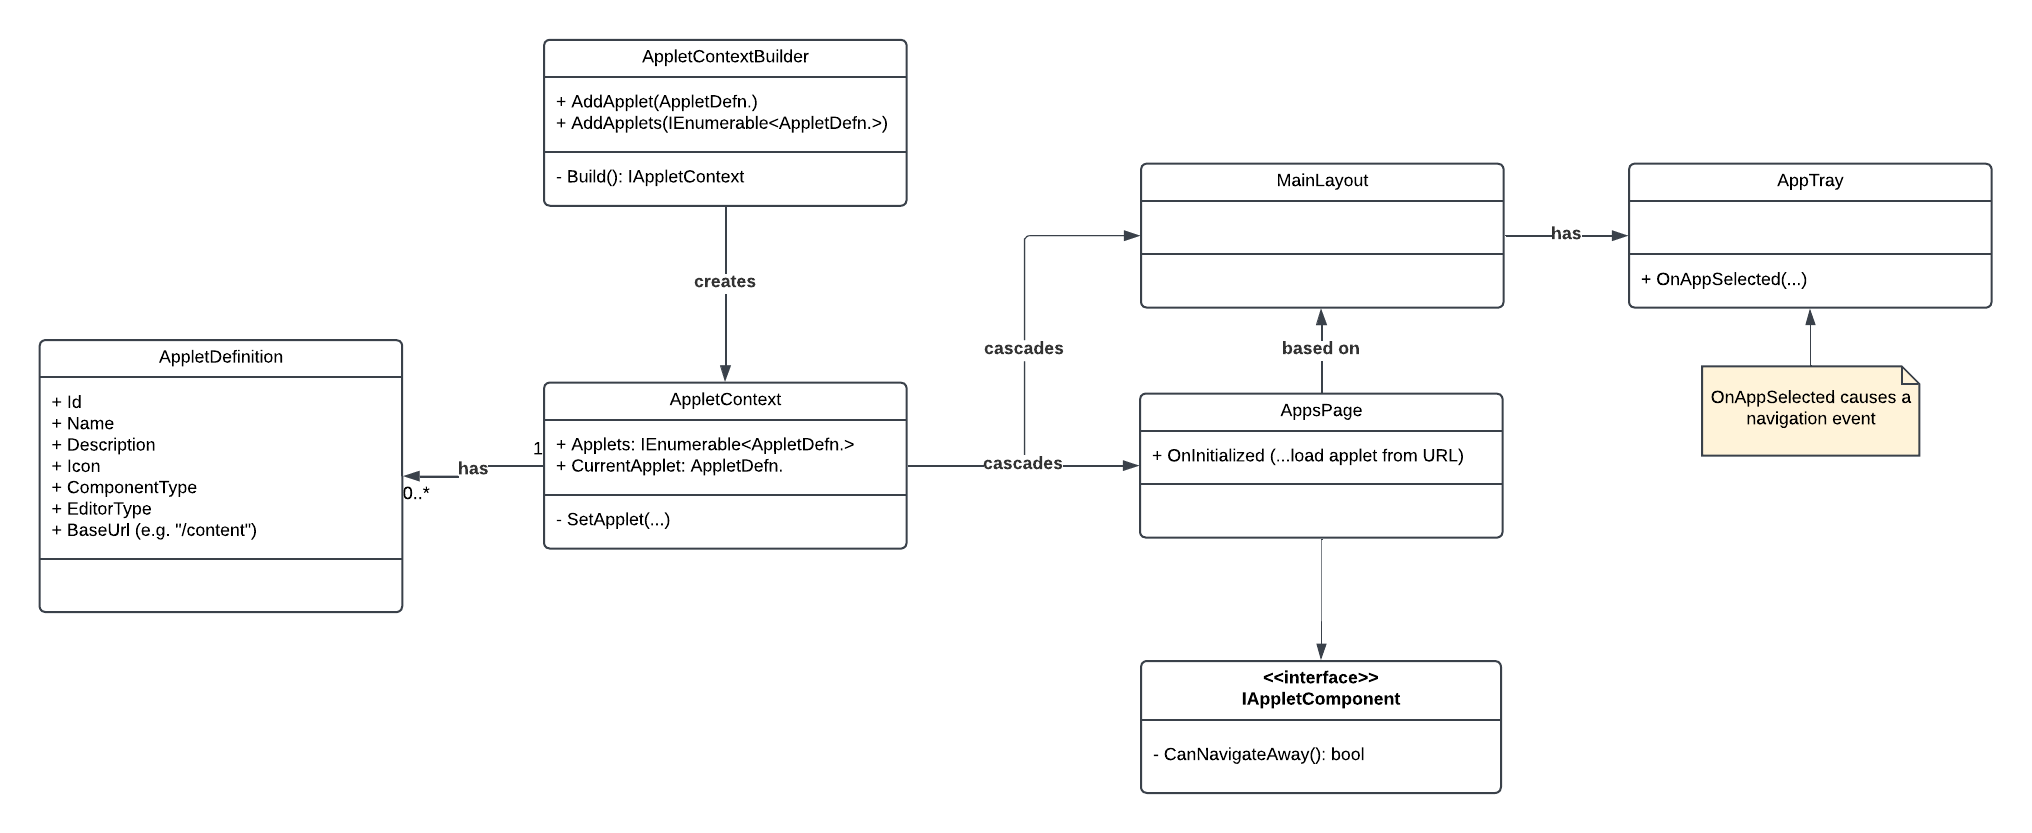 AppletContextBuilder
+ AddApplet(AppletDefn.)
+ AddApplets(IEnumerable<AppletDefn.>)
- Build(): IAppletContext
creates
AppletDefinition
+ Id
+ Name
+ Description
+ Icon
+ ComponentType
+ EditorType
+ BaseUrl (e.g. "/content")
has
1
0..*
AppletContext
+ Applets: IEnumerable<AppletDefn.>
+ CurrentApplet: AppletDefn.
- SetApplet(...)
cascades
cascades
MainLayout
has
AppTray
+ OnAppSelected(...)
OnAppSelected causes a
navigation event
based on
AppsPage
+ OnInitialized (...load applet from URL)
<<interface>>
IAppletComponent
- CanNavigateAway(): bool